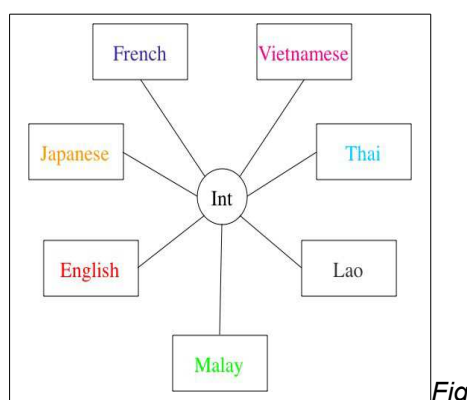 French
Vietnamese
Japanese
Thai
Int
English
Lao
Malay
Fig